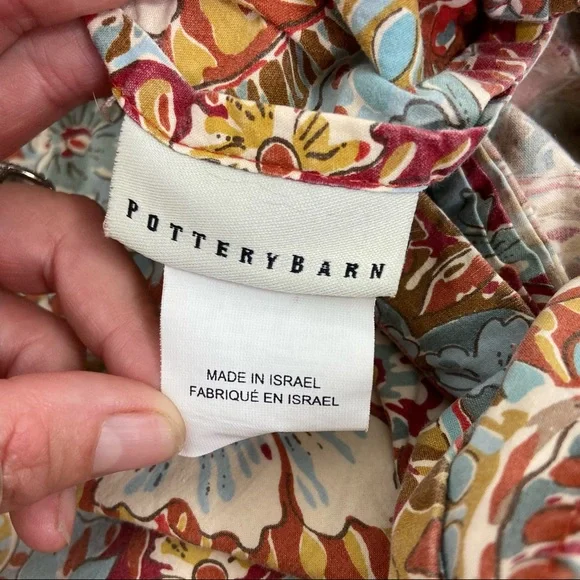 POTTERYBARN
MADE IN ISRAEL
FABRIQUÉ EN ISRAEL